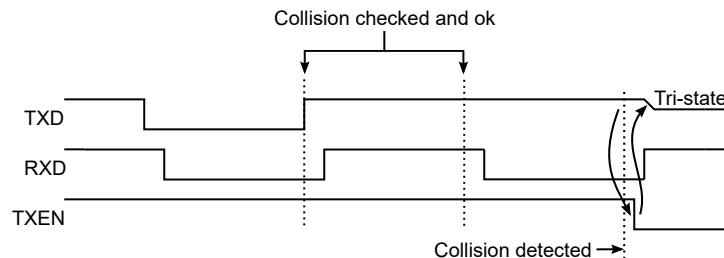 Collision checked and ok
TXD
Tri-state
RXD
TXEN
Collision detected